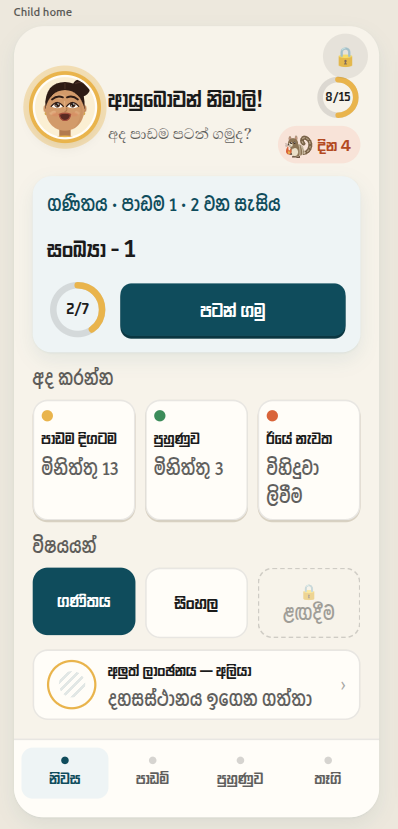 Child home
ආයුබෝවන් නිමාලි!
8/15
අද පාඩම පටන් ගමුද?
දින 4
ගණිතය · පාඩම 1 · 2 වන සැසිය
සංඛ්‍යා - 1
2/7
පටන් ගමු
අද කරන්න
පාඩම දිගටම
මිනිත්තු 13
පුහුණුව
මිනිත්තු 3
ඊයේ නැවත
විහිදුවා
ලිවීම
විෂයයන්
ගණිතය
සිංහල
ළඟදීම
අලුත් ලාංඡනය — අලියා
දහසස්ථානය ඉගෙන ගත්තා
නිවස
පාඩම්
පුහුණුව
තෑගි